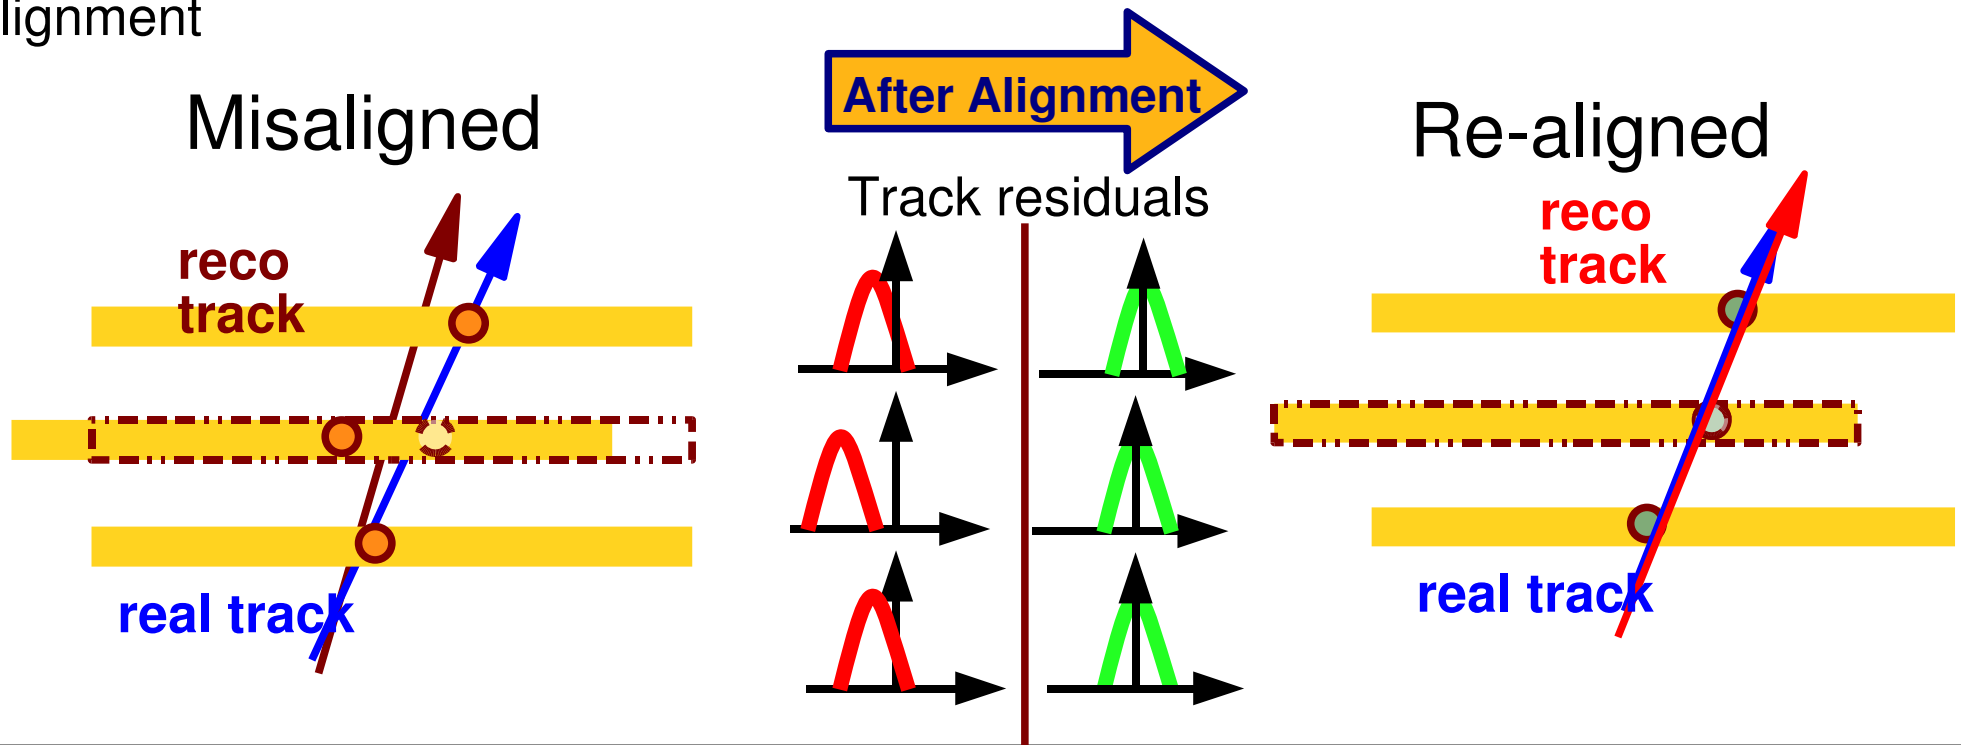 lignment
After Alignment
Misaligned
Re-aligned
Track residuals
reco
track
real track
reco
track
real track